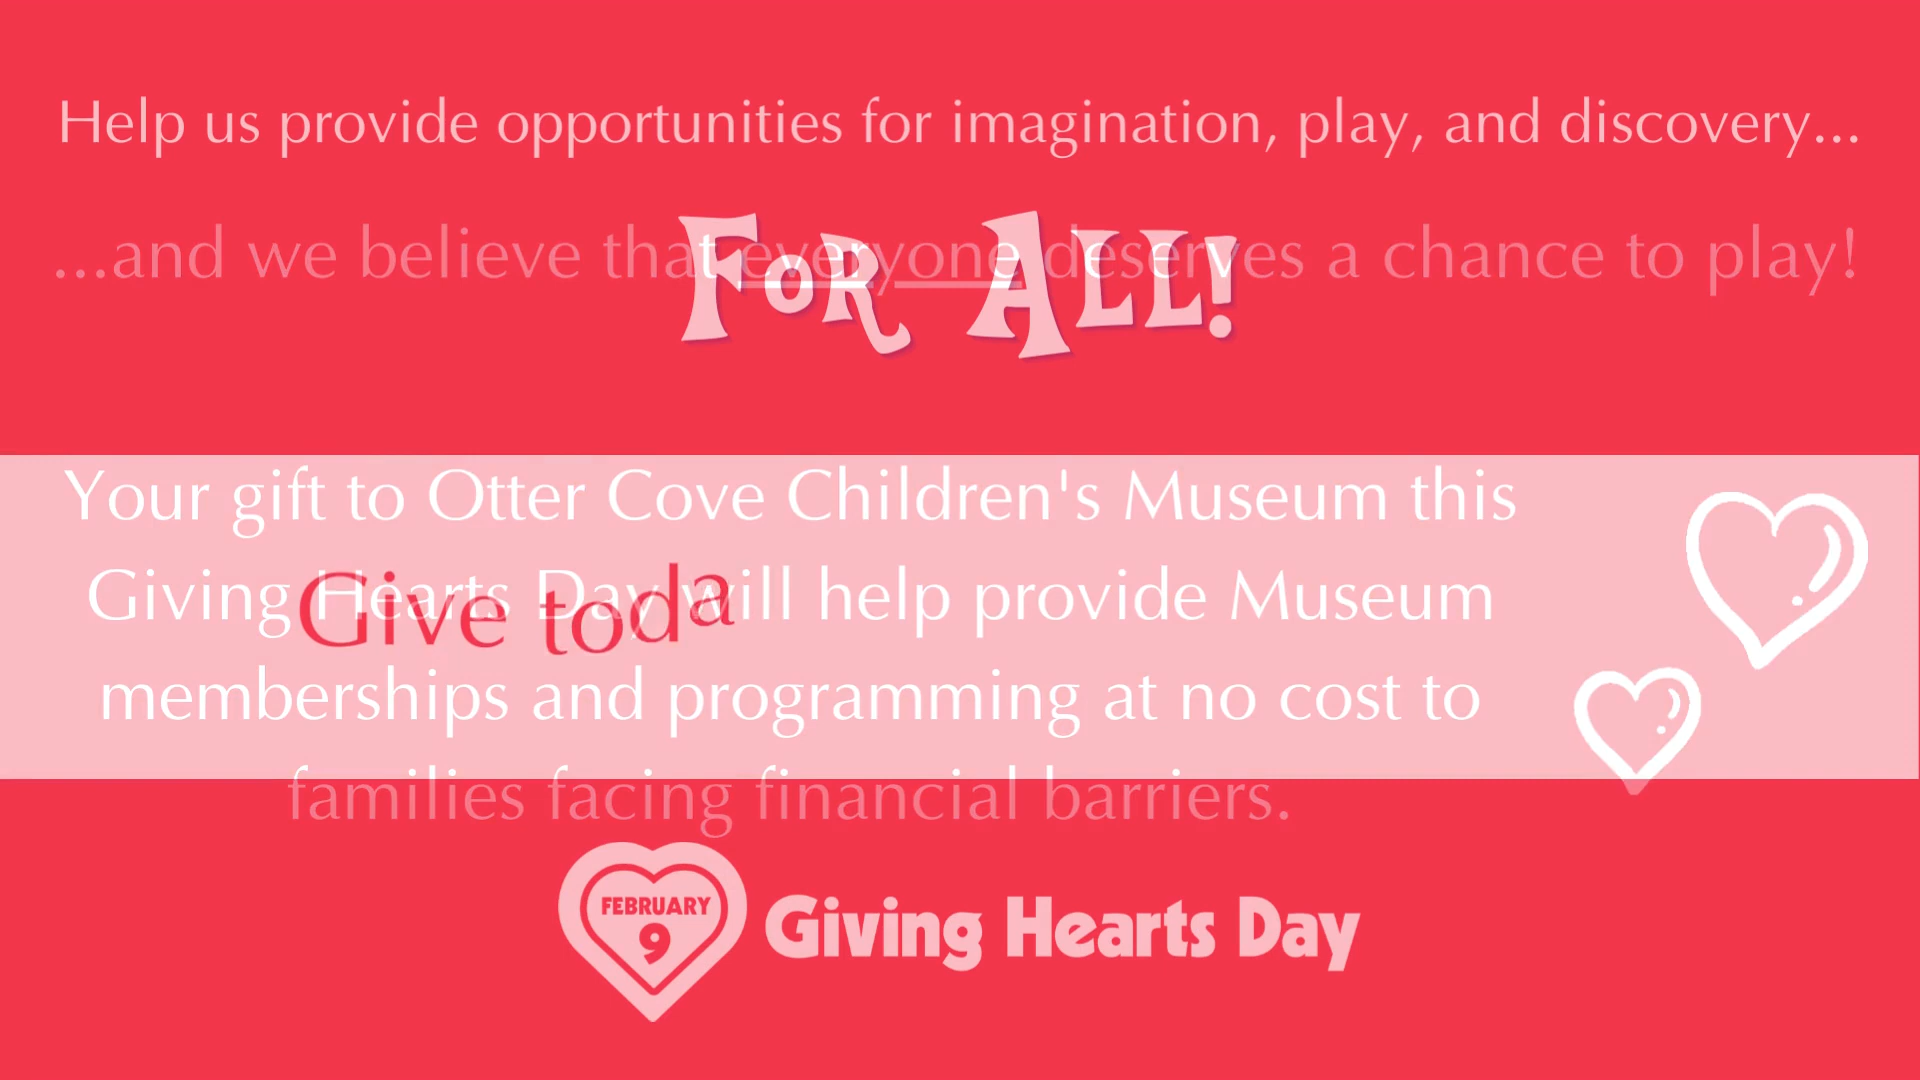 Help us provide opportunities for imagination, play, and discovery...
...and we believe that everyone deserves a chance to play!
For All!
Your gift to Otter Cove Children's Museum this
Giving Hearts Day will help provide Museum
Give toda
memberships and programming at no cost to
families facing financial barriers.
FEBRUARY
9
Giving Hearts Day